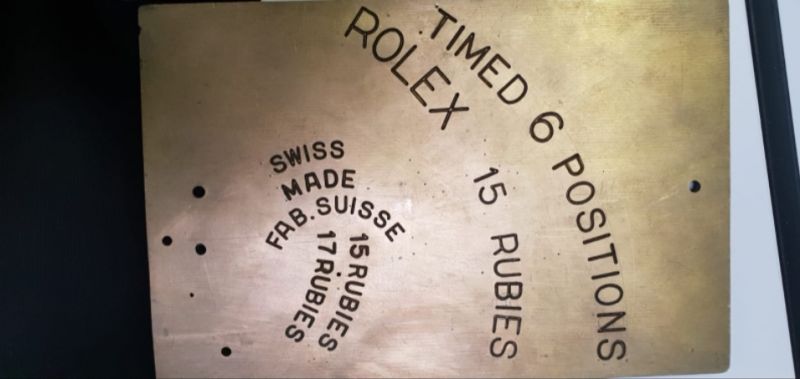 TIMED 6 POSITIONS
ROLEX 15 RUBIES
SWISS
MADE
FAB. SUISSE
15 RUBIES
17 RUBIES